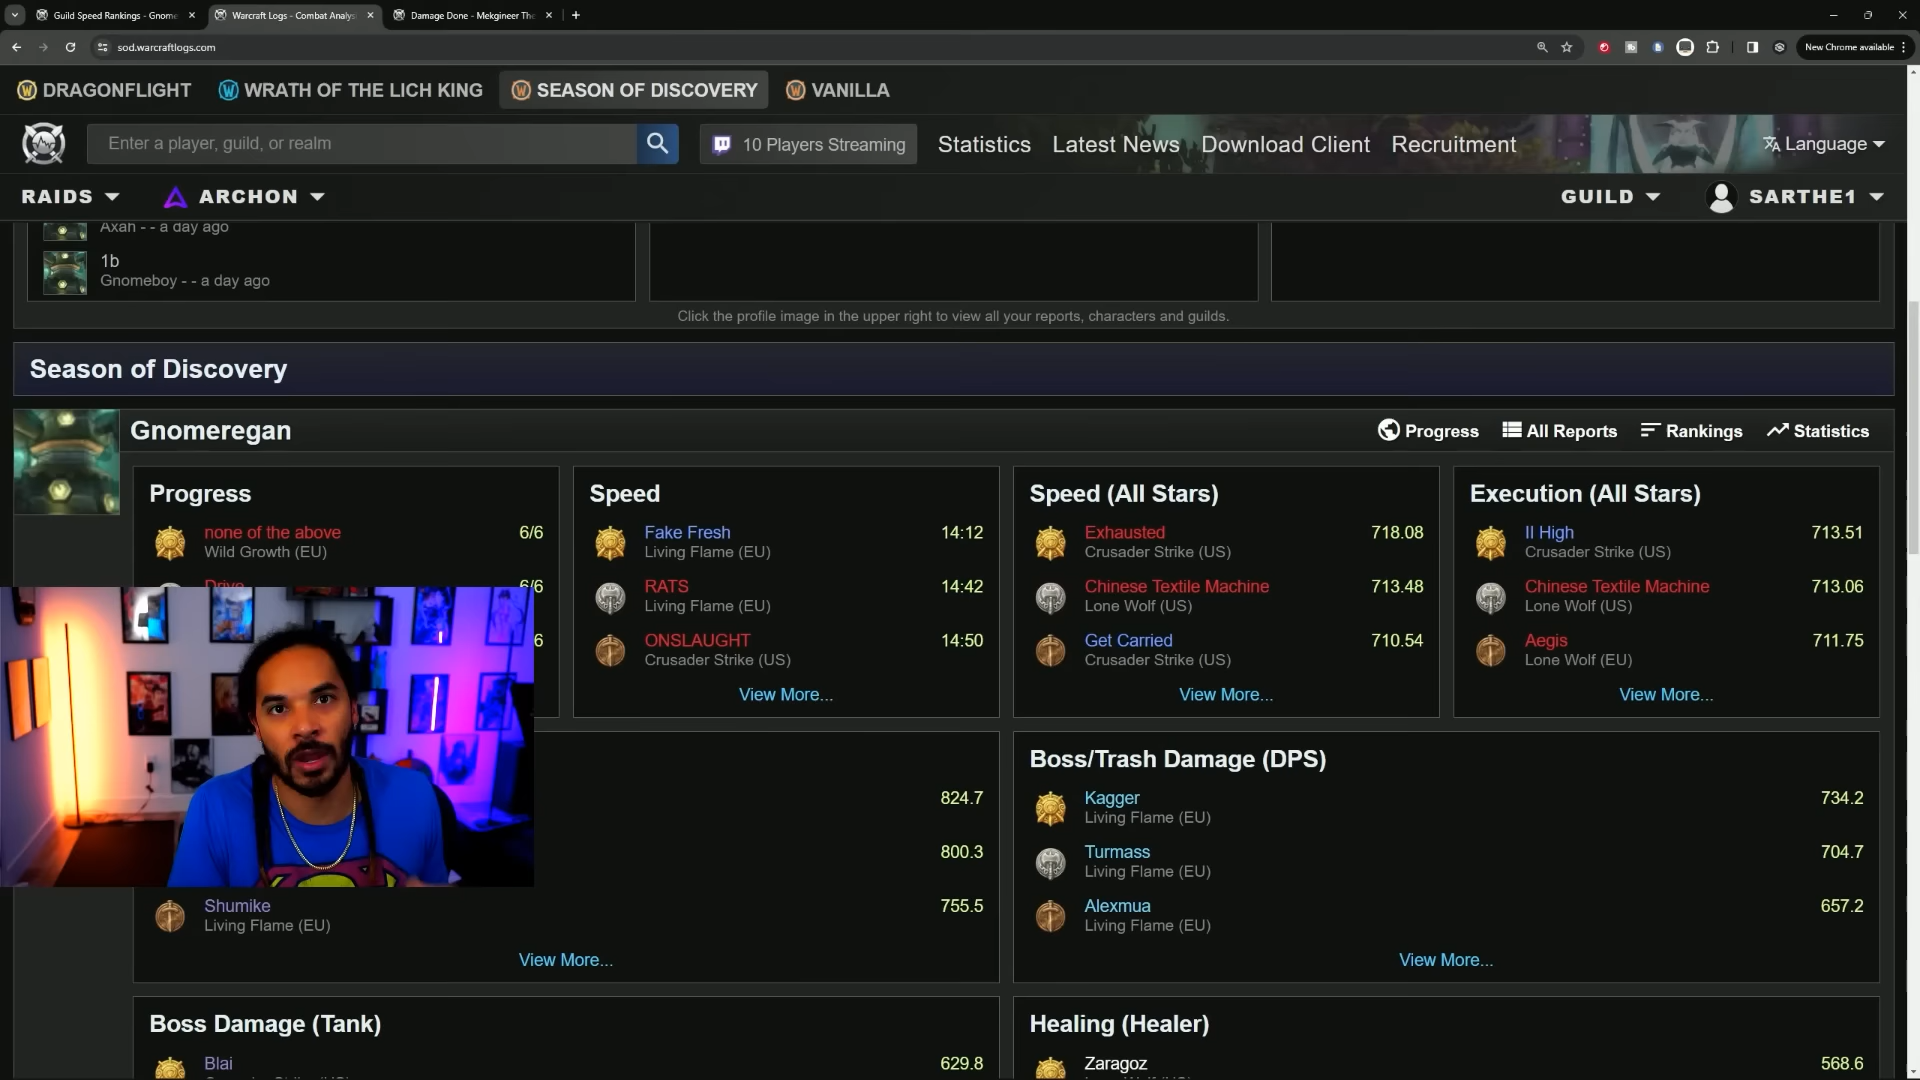 Guild Speed Rankings - Gnome
Warcraft Logs - Combat Analys
Damage Done - Mekgineer The
sod.warcraftlogs.com
New Chrome available
DRAGONFLIGHT
WRATH OF THE LICH KING
SEASON OF DISCOVERY
VANILLA
Enter a player, guild, or realm
10 Players Streaming
Statistics
Latest News
Download Client
Recruitment
Language
RAIDS
ARCHON
GUILD
SARTHE1
Axah - - a day ago
1b
Gnomeboy - - a day ago
Click the profile image in the upper right to view all your reports, characters and guilds.
Season of Discovery
Gnomeregan
Progress
All Reports
Rankings
Statistics
Progress
none of the above 6/6
Wild Growth (EU)
Drive 6/6
6
Speed
Fake Fresh 14:12
Living Flame (EU)
RATS 14:42
Living Flame (EU)
ONSLAUGHT 14:50
Crusader Strike (US)
View More...
Speed (All Stars)
Exhausted 718.08
Crusader Strike (US)
Chinese Textile Machine 713.48
Lone Wolf (US)
Get Carried 710.54
Crusader Strike (US)
View More...
Execution (All Stars)
II High 713.51
Crusader Strike (US)
Chinese Textile Machine 713.06
Lone Wolf (US)
Aegis 711.75
Lone Wolf (EU)
View More...
824.7
800.3
Shumike 755.5
Living Flame (EU)
View More...
Boss/Trash Damage (DPS)
Kagger 734.2
Living Flame (EU)
Turmass 704.7
Living Flame (EU)
Alexmua 657.2
Living Flame (EU)
View More...
Boss Damage (Tank)
Blai 629.8
Healing (Healer)
Zaragoz 568.6